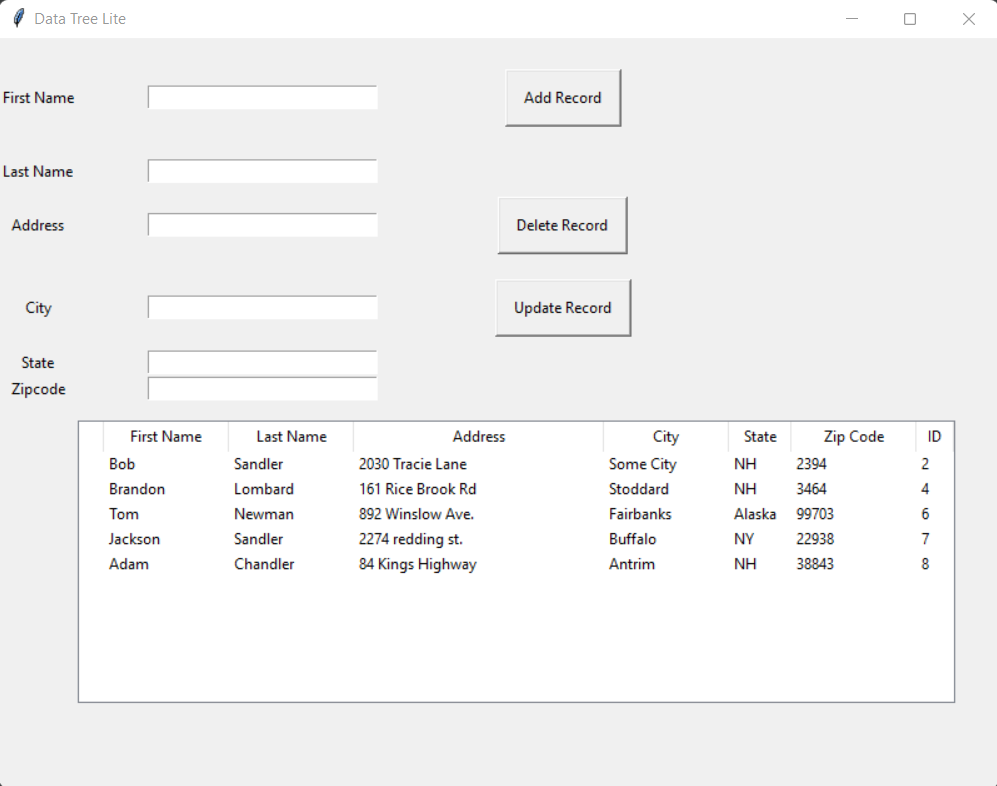 Data Tree Lite
First Name
Add Record
Last Name
Address
Delete Record
City
Update Record
State
Zipcode
First Name Last Name Address City State Zip Code ID
Bob Sandler 2030 Tracie Lane Some City NH 2394 2
Brandon Lombard 161 Rice Brook Rd Stoddard NH 3464 4
Tom Newman 892 Winslow Ave. Fairbanks Alaska 99703 6
Jackson Sandler 2274 redding st. Buffalo NY 22938 7
Adam Chandler 84 Kings Highway Antrim NH 38843 8